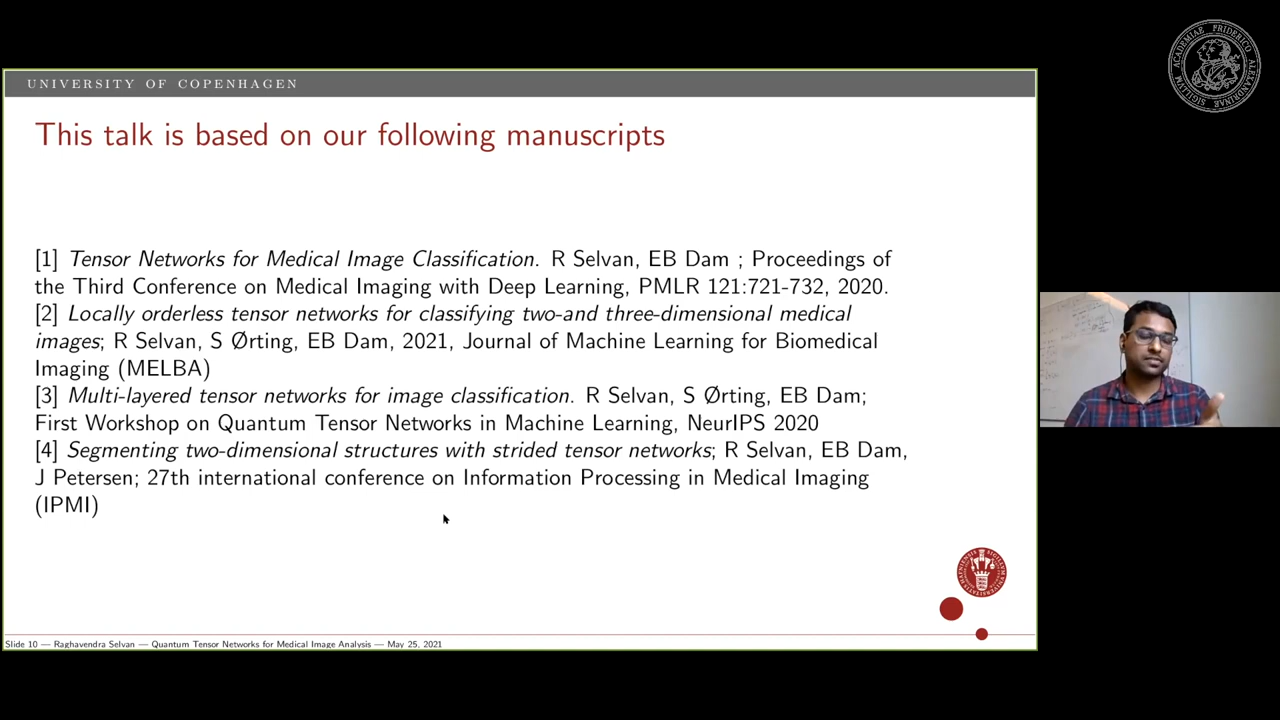 UNIVERSITY OF COPENHAGEN
This talk is based on our following manuscripts
[1] Tensor Networks for Medical Image Classification. R Selvan, EB Dam ; Proceedings of
the Third Conference on Medical Imaging with Deep Learning, PMLR 121:721-732, 2020.
[2] Locally orderless tensor networks for classifying two-and three-dimensional medical
images; R Selvan, S Ørting, EB Dam, 2021, Journal of Machine Learning for Biomedical
Imaging (MELBA)
[3] Multi-layered tensor networks for image classification. R Selvan, S Ørting, EB Dam;
First Workshop on Quantum Tensor Networks in Machine Learning, NeurIPS 2020
[4] Segmenting two-dimensional structures with strided tensor networks; R Selvan, EB Dam,
J Petersen; 27th international conference on Information Processing in Medical Imaging
(IPMI)
Slide 10 — Raghavendra Selvan — Quantum Tensor Networks for Medical Image Analysis — May 25, 2021
ACADEMIAE FRIDERICO ALEXANDRINAE SIGILLVM